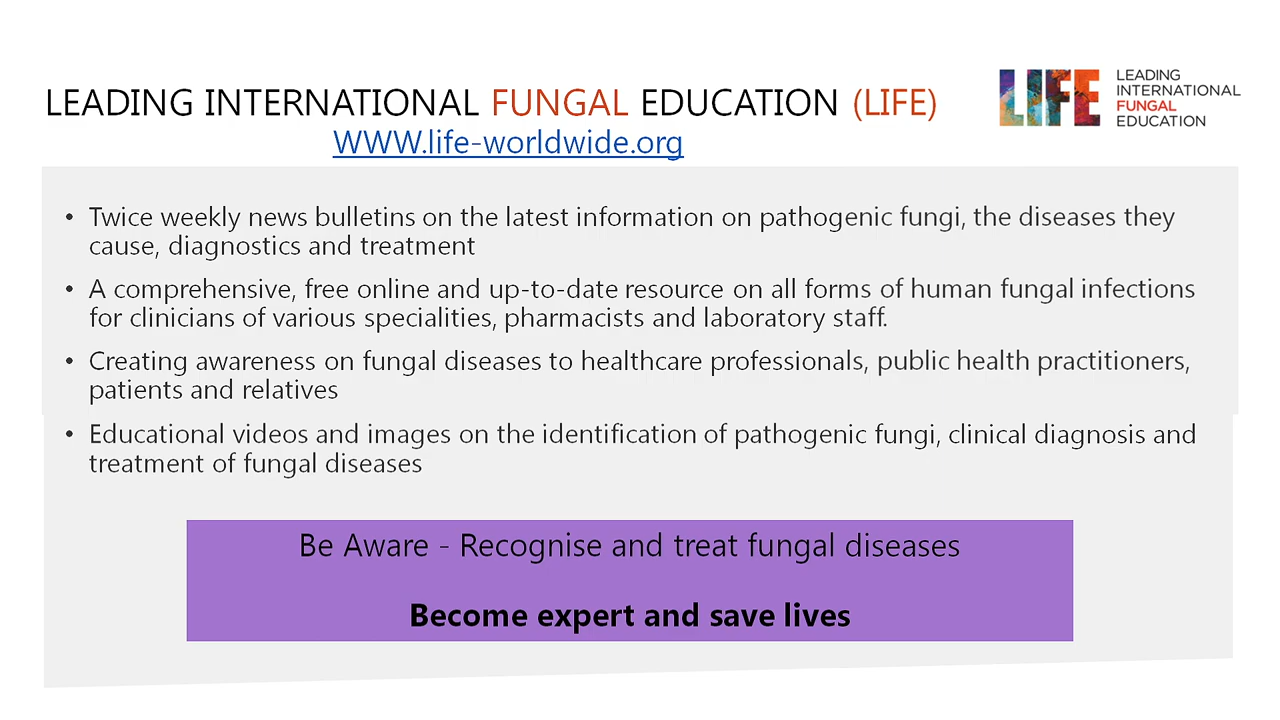 LEADING INTERNATIONAL FUNGAL EDUCATION (LIFE)
WWW.life-worldwide.org
LIFE
LEADING
INTERNATIONAL
FUNGAL
EDUCATION
• Twice weekly news bulletins on the latest information on pathogenic fungi, the diseases they
cause, diagnostics and treatment
• A comprehensive, free online and up-to-date resource on all forms of human fungal infections
for clinicians of various specialities, pharmacists and laboratory staff.
• Creating awareness on fungal diseases to healthcare professionals, public health practitioners,
patients and relatives
• Educational videos and images on the identification of pathogenic fungi, clinical diagnosis and
treatment of fungal diseases
Be Aware - Recognise and treat fungal diseases
Become expert and save lives